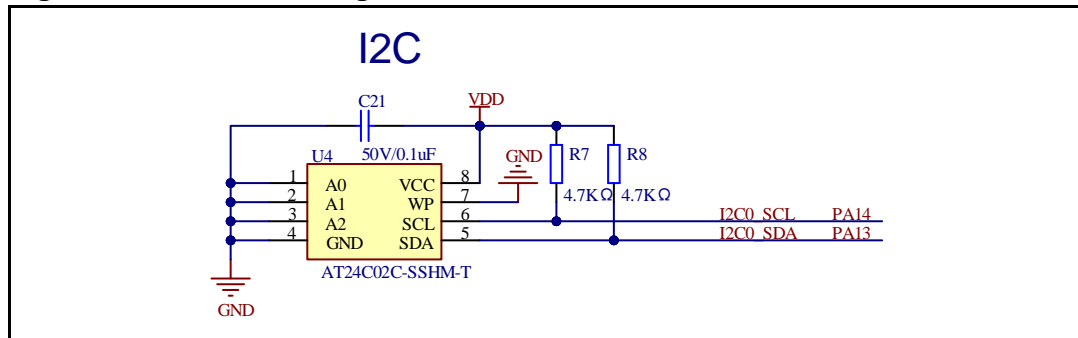 I2C
C21
VDD
U4
50V/0.1uF
GND
R7
R8
4.7KΩ
4.7KΩ
1
A0
VCC
8
2
A1
WP
7
3
A2
SCL
6
I2C0_SCL
PA14
4
GND
SDA
5
I2C0_SDA
PA13
AT24C02C-SSHM-T
GND